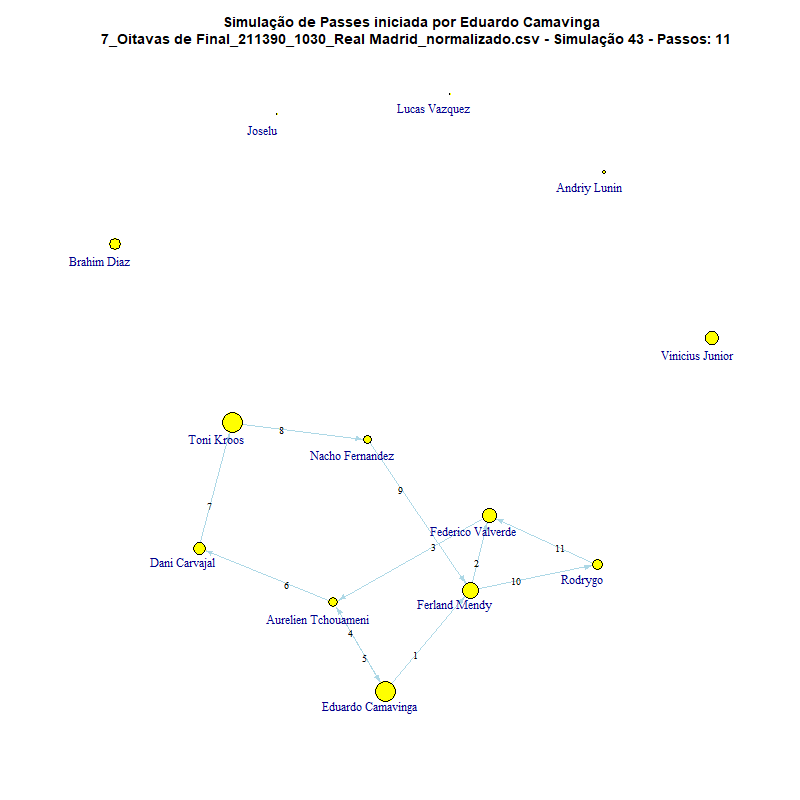 Simulação de Passes iniciada por Eduardo Camavinga
7_Oitavas de Final_211390_1030_Real Madrid_normalizado.csv - Simulação 43 - Passos: 11
Lucas Vazquez
Joselu
Andriy Lunin
Brahim Diaz
Vinicius Junior
8
Toni Kroos
Nacho Fernandez
9
7
Federico Valverde
3
11
Dani Carvajal
2
Rodrygo
10
6
Ferland Mendy
Aurelien Tchouameni
4
1
5
Eduardo Camavinga